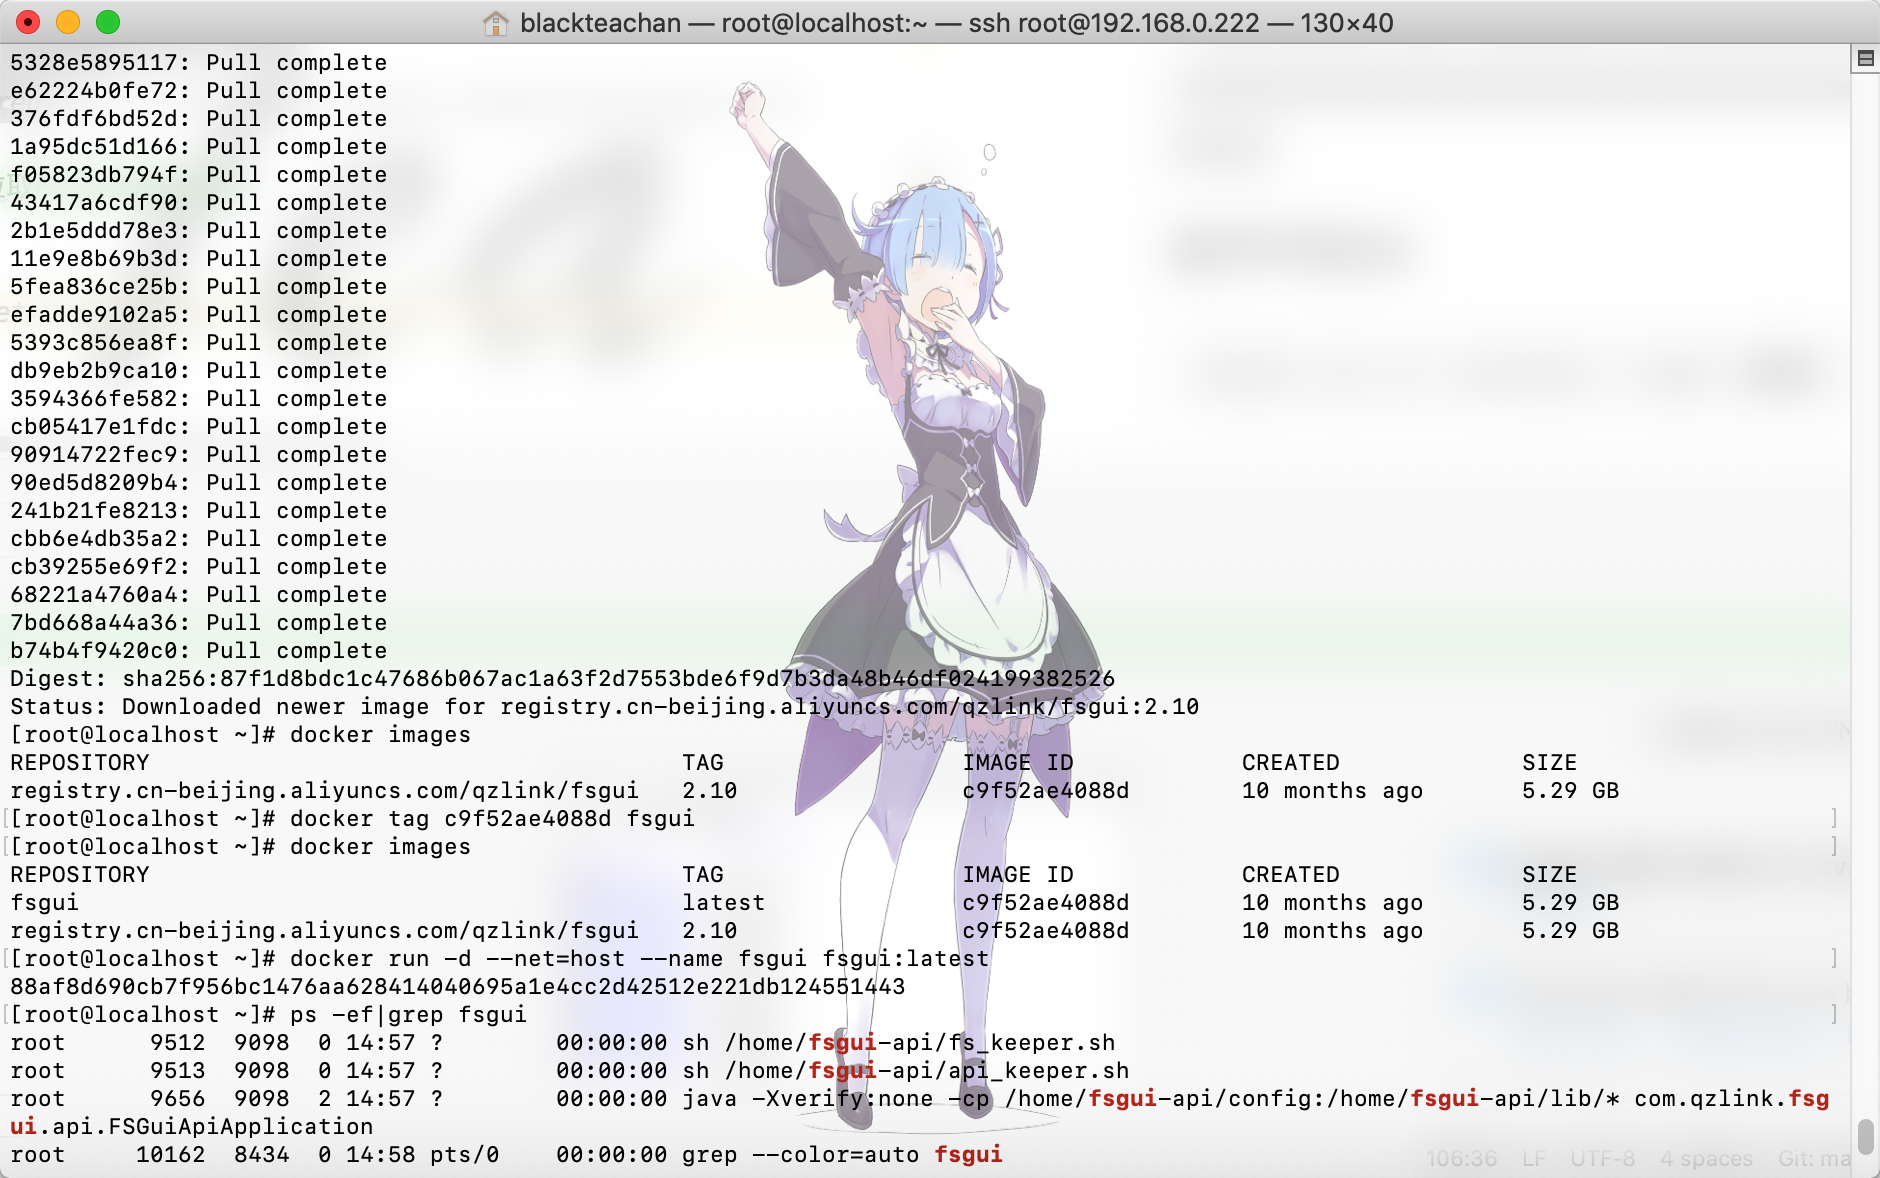 blackteachan — root@localhost:~ — ssh root@192.168.0.222 — 130×40
5328e5895117: Pull complete
e62224b0fe72: Pull complete
376fdf6bd52d: Pull complete
1a95dc51d166: Pull complete
f05823db794f: Pull complete
43417a6cdf90: Pull complete
2b1e5ddd78e3: Pull complete
11e9e8b69b3d: Pull complete
5fea836ce25b: Pull complete
efadde9102a5: Pull complete
5393c856ea8f: Pull complete
db9eb2b9ca10: Pull complete
3594366fe582: Pull complete
cb05417e1fdc: Pull complete
90914722fec9: Pull complete
90ed5d8209b4: Pull complete
241b21fe8213: Pull complete
cbb6e4db35a2: Pull complete
cb39255e69f2: Pull complete
68221a4760a4: Pull complete
7bd668a44a36: Pull complete
b74b4f9420c0: Pull complete
Digest: sha256:87f1d8bdc1c47686b067ac1a63f2d7553bde6f9d7b3da48b46df024199382526
Status: Downloaded newer image for registry.cn-beijing.aliyuncs.com/qzlink/fsgui:2.10
[root@localhost ~]# docker images
REPOSITORY TAG IMAGE ID CREATED SIZE
registry.cn-beijing.aliyuncs.com/qzlink/fsgui 2.10 c9f52ae4088d 10 months ago 5.29 GB
[[root@localhost ~]# docker tag c9f52ae4088d fsgui ]
[[root@localhost ~]# docker images ]
REPOSITORY TAG IMAGE ID CREATED SIZE
fsgui latest c9f52ae4088d 10 months ago 5.29 GB
registry.cn-beijing.aliyuncs.com/qzlink/fsgui 2.10 c9f52ae4088d 10 months ago 5.29 GB
[[root@localhost ~]# docker run -d --net=host --name fsgui fsgui:latest ]
88af8d690cb7f956bc1476aa628414040695a1e4cc2d42512e221db124551443
[[root@localhost ~]# ps -ef|grep fsgui ]
root 9512 9098 0 14:57 ? 00:00:00 sh /home/fsgui-api/fs_keeper.sh
root 9513 9098 0 14:57 ? 00:00:00 sh /home/fsgui-api/api_keeper.sh
root 9656 9098 2 14:57 ? 00:00:00 java -Xverify:none -cp /home/fsgui-api/config:/home/fsgui-api/lib/* com.qzlink.fsg
ui.api.FSGuiApiApplication
root 10162 8434 0 14:58 pts/0 00:00:00 grep --color=auto fsgui
106:36 LF UTF-8 4 spaces Git: ma